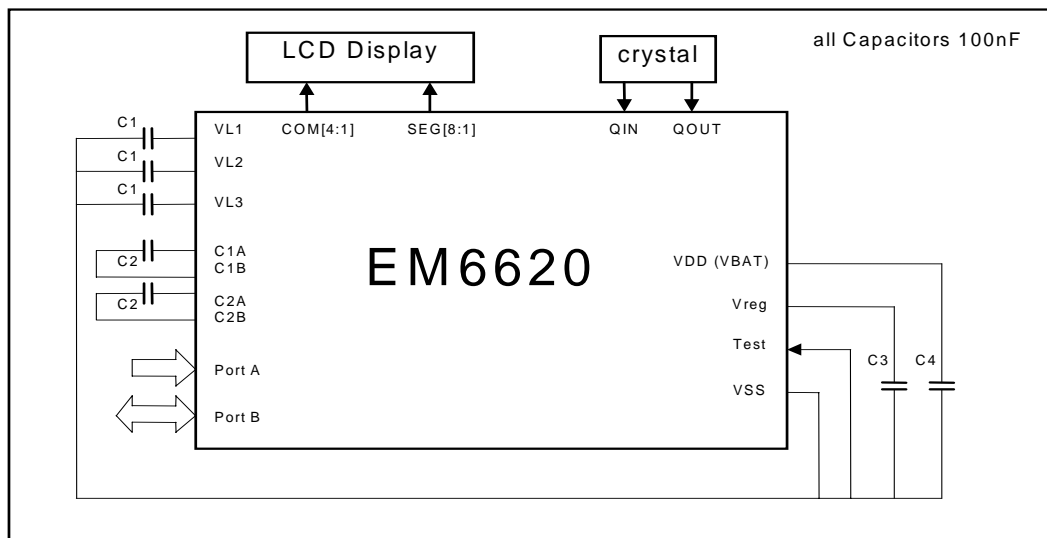 all Capacitors 100nF
LCD Display
crystal
C1
VL1
COM[4:1]
SEG[8:1]
QIN
QOUT
C1
VL2
C1
VL3
C1A
C2
C1B
C2A
C2
C2B
EM6620
VDD (VBAT)
Vreg
Test
C3
C4
VSS
Port A
Port B